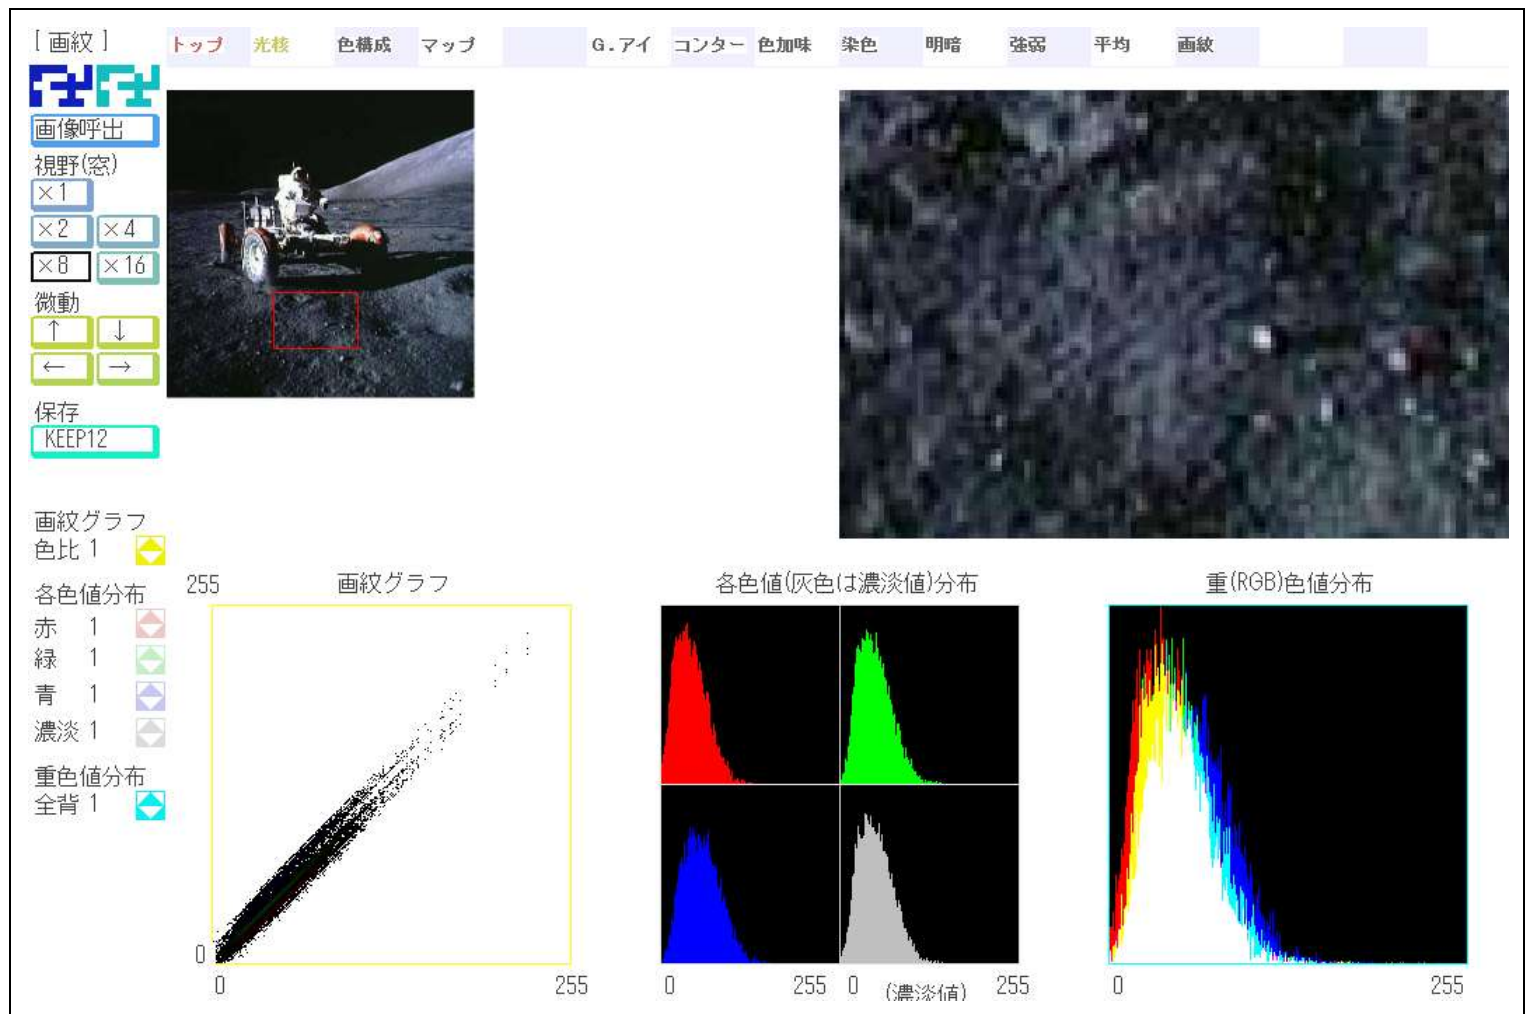 [ 画紋 ]
トップ 光核 色構成 マップ G.アイ コンター 色加味 染色 明暗 強弱 平均 画紋
画像呼出
視野(窓)
×1
×2 ×4
×8 ×16
微動
↑ ↓
← →
保存
KEEP12
画紋グラフ
色比 1
各色値分布
赤 1
緑 1
青 1
濃淡 1
重色値分布
全背 1
255 画紋グラフ
0
0 255
各色値(灰色は濃淡値)分布
0 255 0 (濃淡値) 255
重(RGB)色値分布
0 255